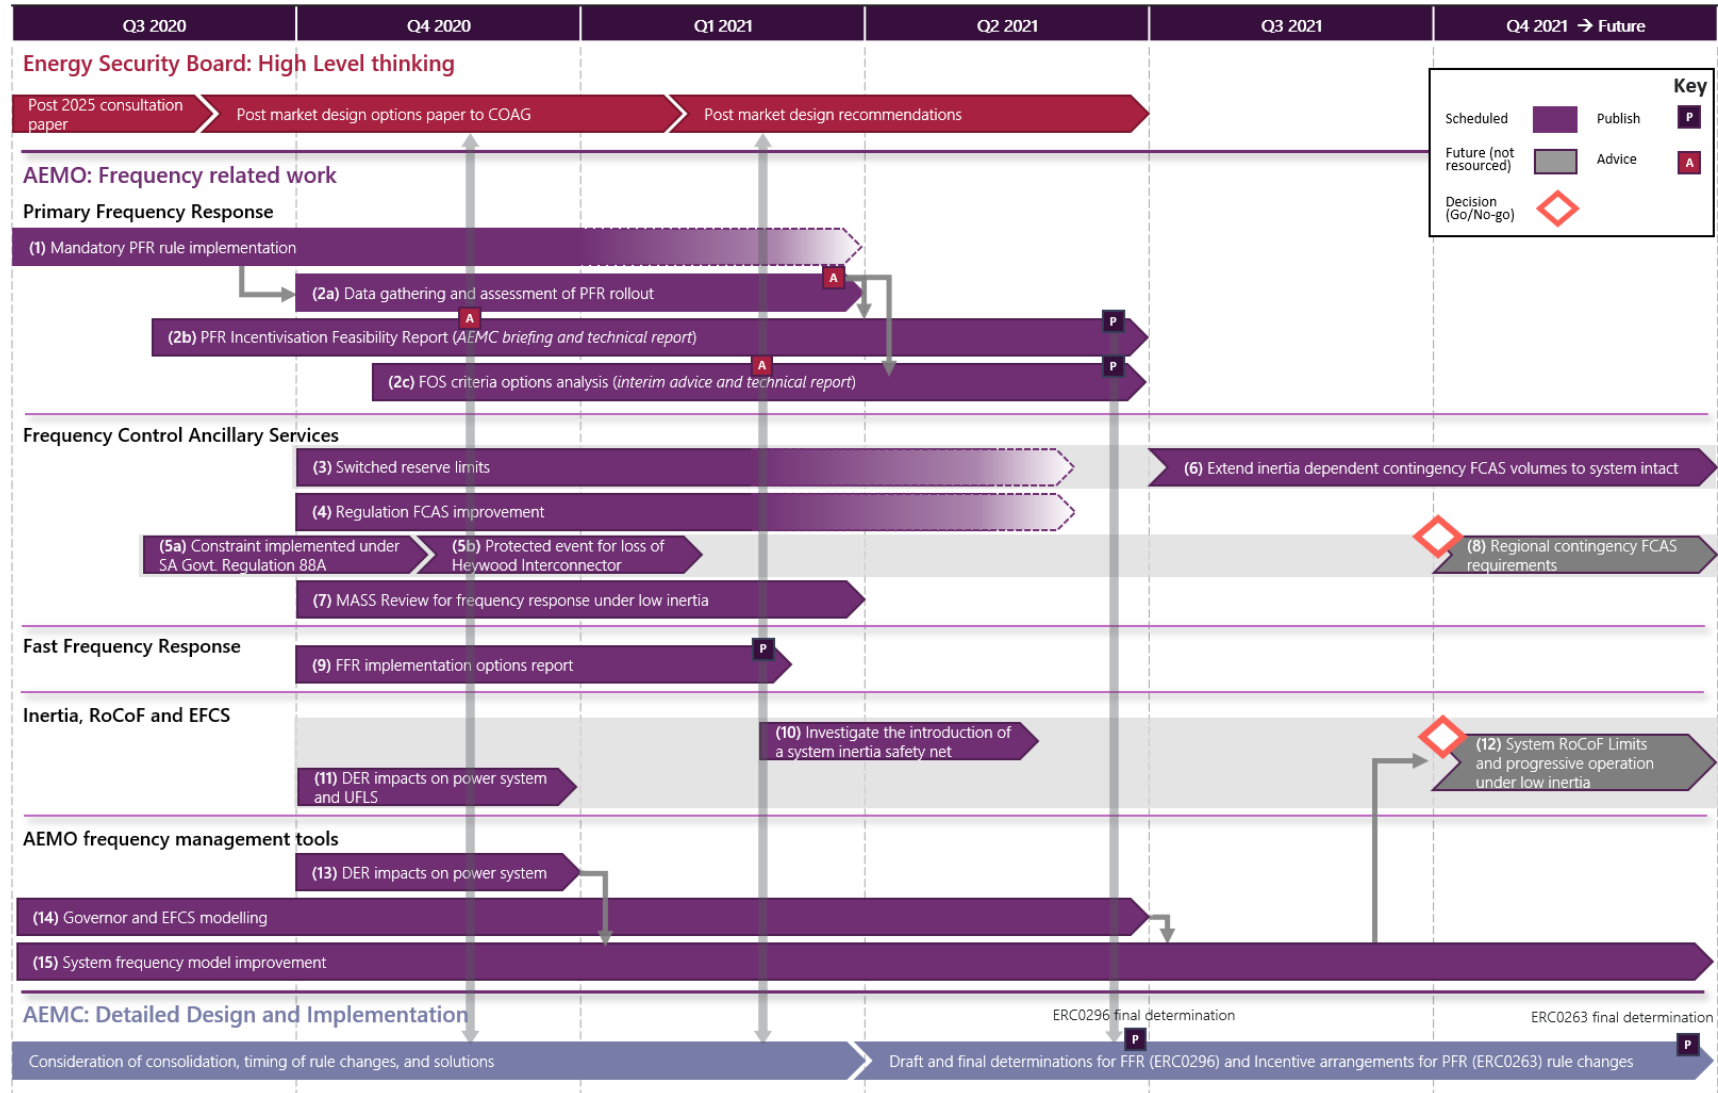 Q3 2020
Q4 2020
Q1 2021
Q2 2021
Q3 2021
Q4 2021 → Future
Energy Security Board: High Level thinking
Post 2025 consultation
paper
Post market design options paper to COAG
Post market design recommendations
Key
Scheduled
Publish
P
Future (not
resourced)
Advice
A
Decision
(Go/No-go)
AEMO: Frequency related work
Primary Frequency Response
(1) Mandatory PFR rule implementation
A
(2a) Data gathering and assessment of PFR rollout
A
P
(2b) PFR Incentivisation Feasibility Report (AEMC briefing and technical report)
A
P
(2c) FOS criteria options analysis (interim advice and technical report)
Frequency Control Ancillary Services
(3) Switched reserve limits
(6) Extend inertia dependent contingency FCAS volumes to system intact
(4) Regulation FCAS improvement
(5a) Constraint implemented under
SA Govt. Regulation 88A
(5b) Protected event for loss of
Heywood Interconnector
(8) Regional contingency FCAS
requirements
(7) MASS Review for frequency response under low inertia
Fast Frequency Response
P
(9) FFR implementation options report
Inertia, RoCoF and EFCS
(10) Investigate the introduction of
a system inertia safety net
(12) System RoCoF Limits
and progressive operation
under low inertia
(11) DER impacts on power system
and UFLS
AEMO frequency management tools
(13) DER impacts on power system
(14) Governor and EFCS modelling
(15) System frequency model improvement
AEMC: Detailed Design and Implementation
ERC0296 final determination
ERC0263 final determination
P
P
Consideration of consolidation, timing of rule changes, and solutions
Draft and final determinations for FFR (ERC0296) and Incentive arrangements for PFR (ERC0263) rule changes